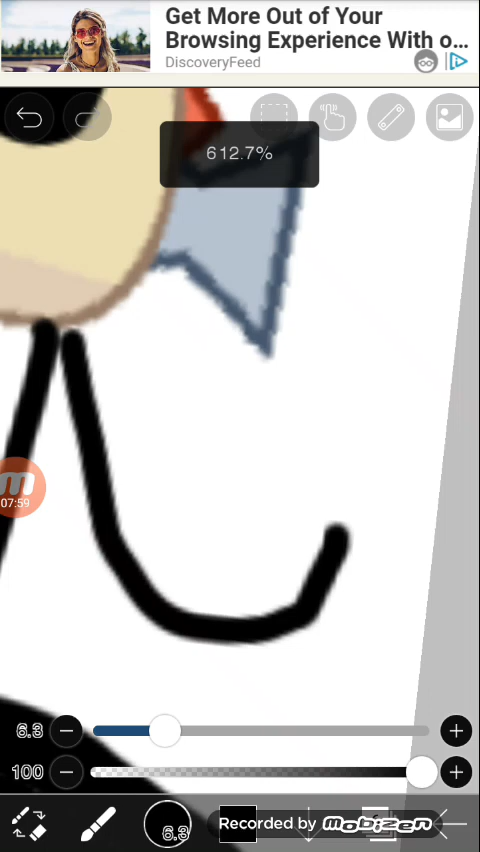 Get More Out of Your
Browsing Experience With o...
DiscoveryFeed
612.7%
07:59
6.3
100
6.3
Recorded by mobizen